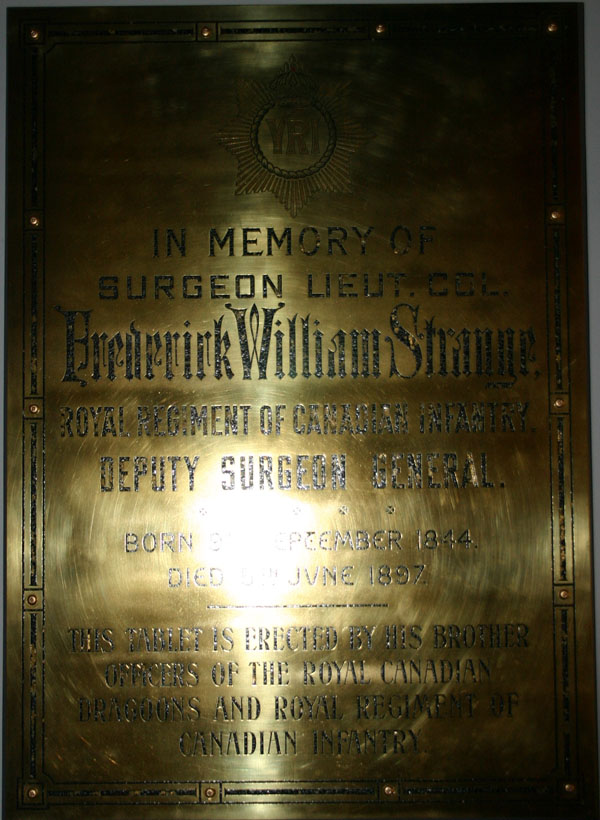 VRI
IN MEMORY OF
SURGEON LIEUT. COL.
Frederick William Strange,
ROYAL REGIMENT OF CANADIAN INFANTRY.
DEPUTY SURGEON GENERAL.
BORN SEPTEMBER 1844.
DIED 5TH JVNE 1897.
THIS TABLET IS ERECTED BY HIS BROTHER
OFFICERS OF THE ROYAL CANADIAN
DRAGOONS AND ROYAL REGIMENT OF
CANADIAN INFANTRY.